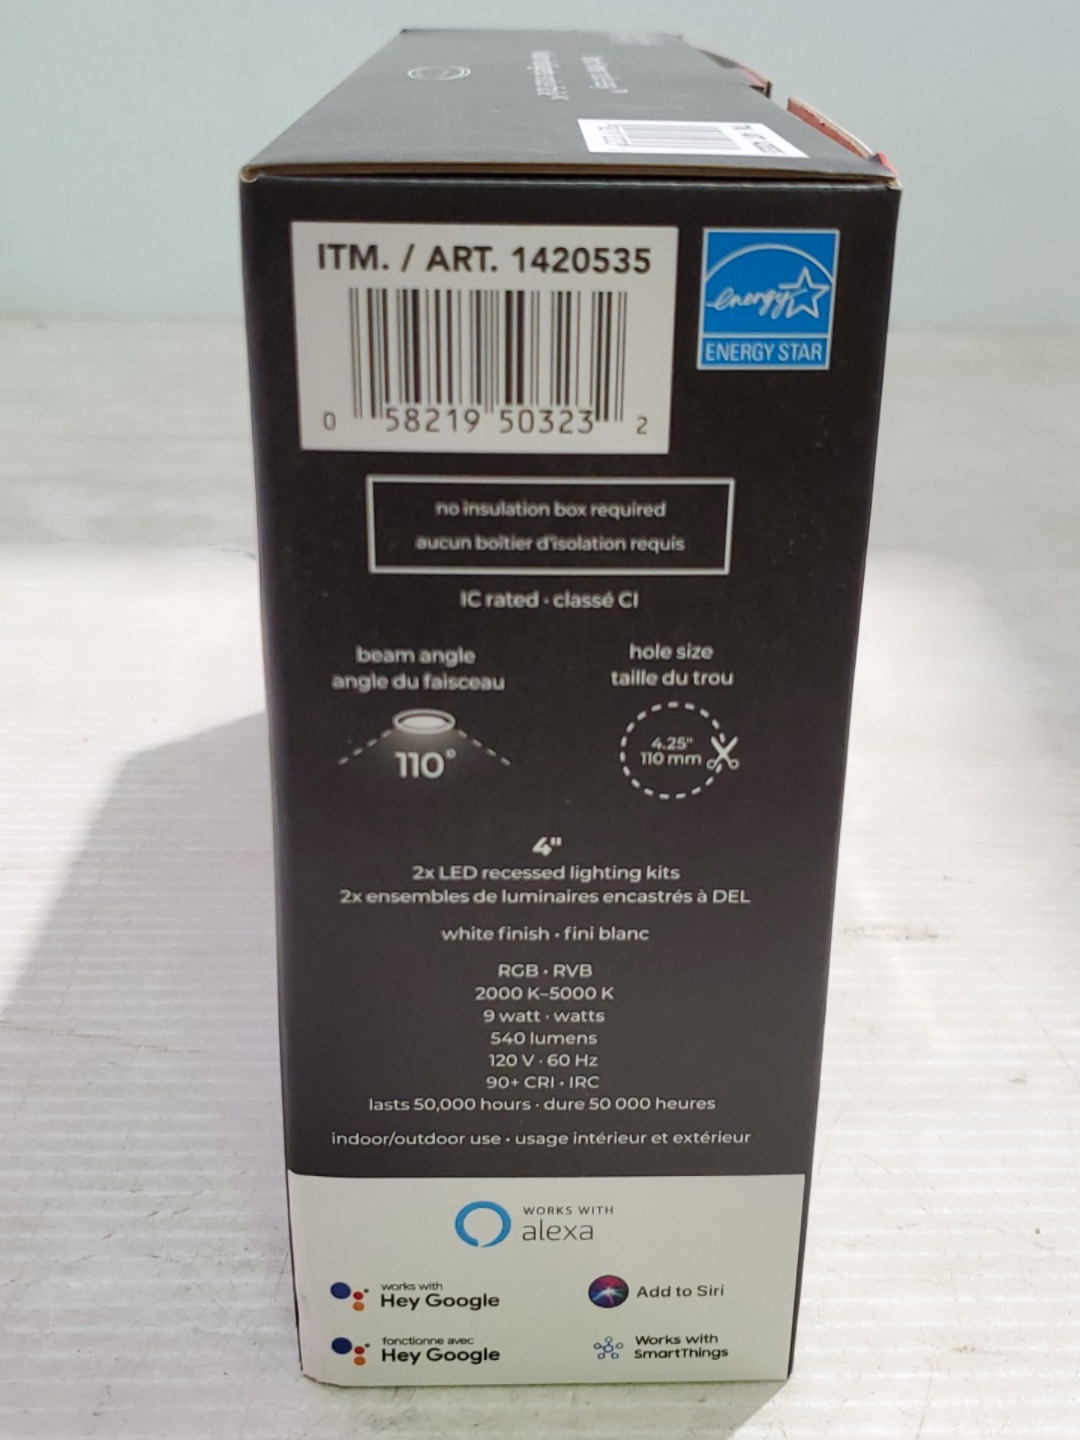 ITM. / ART. 1420535
0 58219 50323 2
energy
ENERGY STAR
no insulation box required
aucun boîtier d'isolation requis
IC rated · classé CI
beam angle
angle du faisceau
110°
hole size
taille du trou
4.25"
110 mm
4"
2x LED recessed lighting kits
2x ensembles de luminaires encastrés à DEL
white finish · fini blanc
RGB · RVB
2000 K–5000 K
9 watt · watts
540 lumens
120 V · 60 Hz
90+ CRI · IRC
lasts 50,000 hours · dure 50 000 heures
indoor/outdoor use · usage intérieur et extérieur
WORKS WITH
alexa
works with
Hey Google
Add to Siri
fonctionne avec
Hey Google
Works with
SmartThings